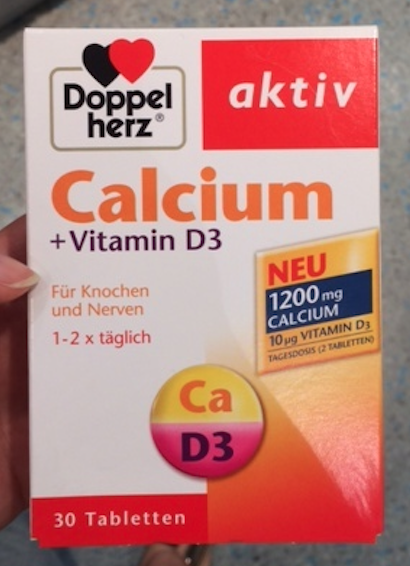 Doppel
herz®
aktiv
Calcium
+ Vitamin D3
Für Knochen
und Nerven
1-2 x täglich
NEU
1200 mg
CALCIUM
10 µg VITAMIN D3
TAGESDOSIS (2 TABLETTEN)
Ca
D3
30 Tabletten